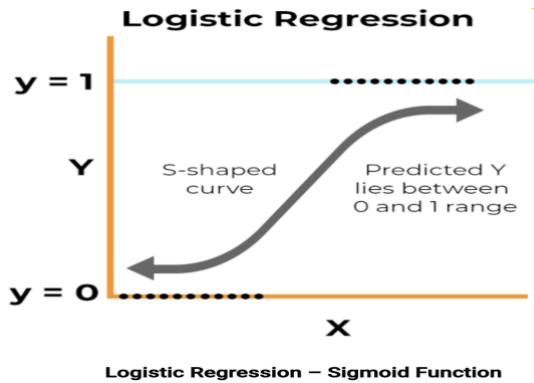 Logistic Regression
y = 1
Y
S-shaped
curve
Predicted Y
lies between
0 and 1 range
y = 0
X
Logistic Regression – Sigmoid Function